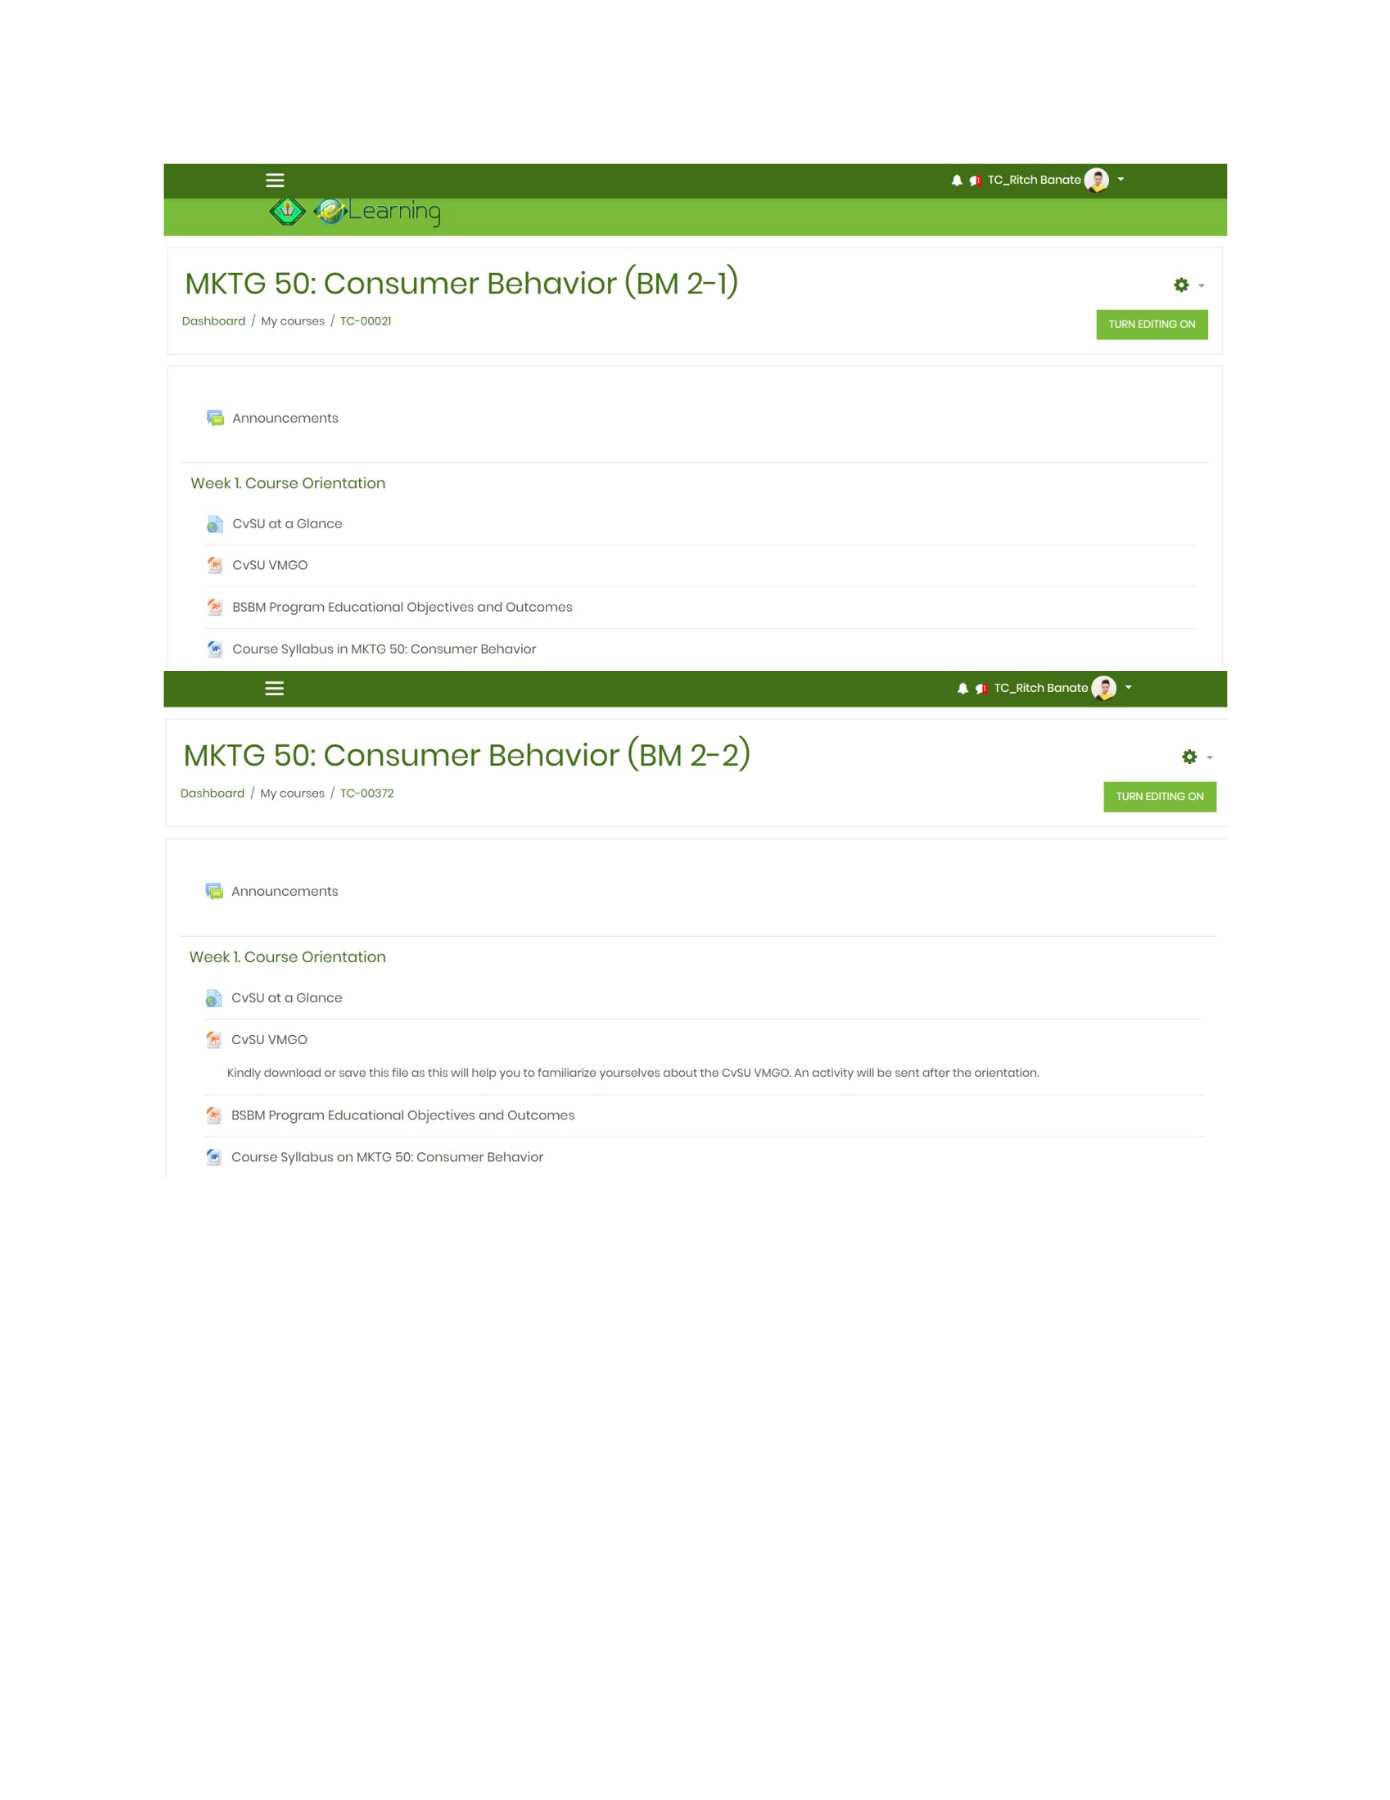 TC_Ritch Banate
eLearning
MKTG 50: Consumer Behavior (BM 2-1)
Dashboard / My courses / TC-00021
TURN EDITING ON
Announcements
Week 1. Course Orientation
CvSU at a Glance
CvSU VMGO
BSBM Program Educational Objectives and Outcomes
Course Syllabus in MKTG 50: Consumer Behavior
TC_Ritch Banate
MKTG 50: Consumer Behavior (BM 2-2)
Dashboard / My courses / TC-00372
TURN EDITING ON
Announcements
Week 1. Course Orientation
CvSU at a Glance
CvSU VMGO
Kindly download or save this file as this will help you to familiarize yourselves about the CvSU VMGO. An activity will be sent after the orientation.
BSBM Program Educational Objectives and Outcomes
Course Syllabus on MKTG 50: Consumer Behavior